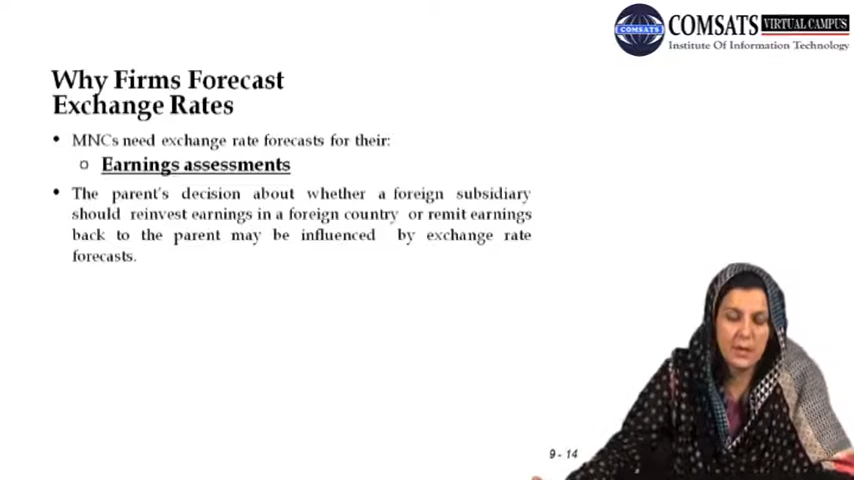 COMSATS VIRTUAL CAMPUS
COMSATS
Institute Of Information Technology
Why Firms Forecast
Exchange Rates
• MNCs need exchange rate forecasts for their:
o Earnings assessments
• The parent's decision about whether a foreign subsidiary
should reinvest earnings in a foreign country or remit earnings
back to the parent may be influenced by exchange rate
forecasts.
9 - 14